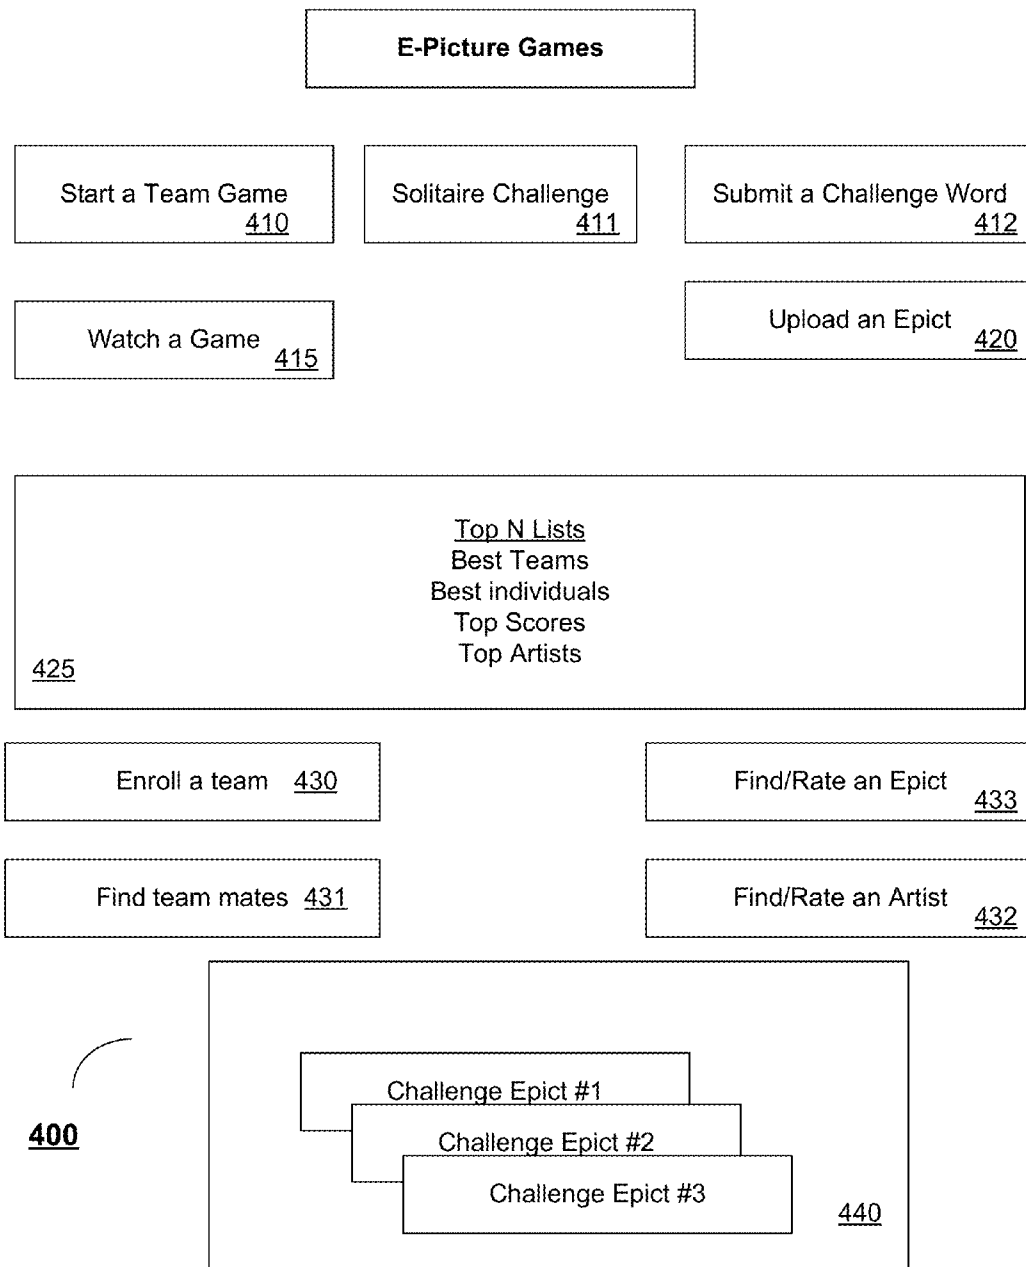 E-Picture Games
Start a Team Game
410
Solitaire Challenge
411
Submit a Challenge Word
412
Watch a Game
415
Upload an Epict
420
Top N Lists
Best Teams
Best individuals
Top Scores
Top Artists
425
Enroll a team 430
Find/Rate an Epict
433
Find team mates 431
Find/Rate an Artist
432
Challenge Epict #1
Challenge Epict #2
Challenge Epict #3
440
400